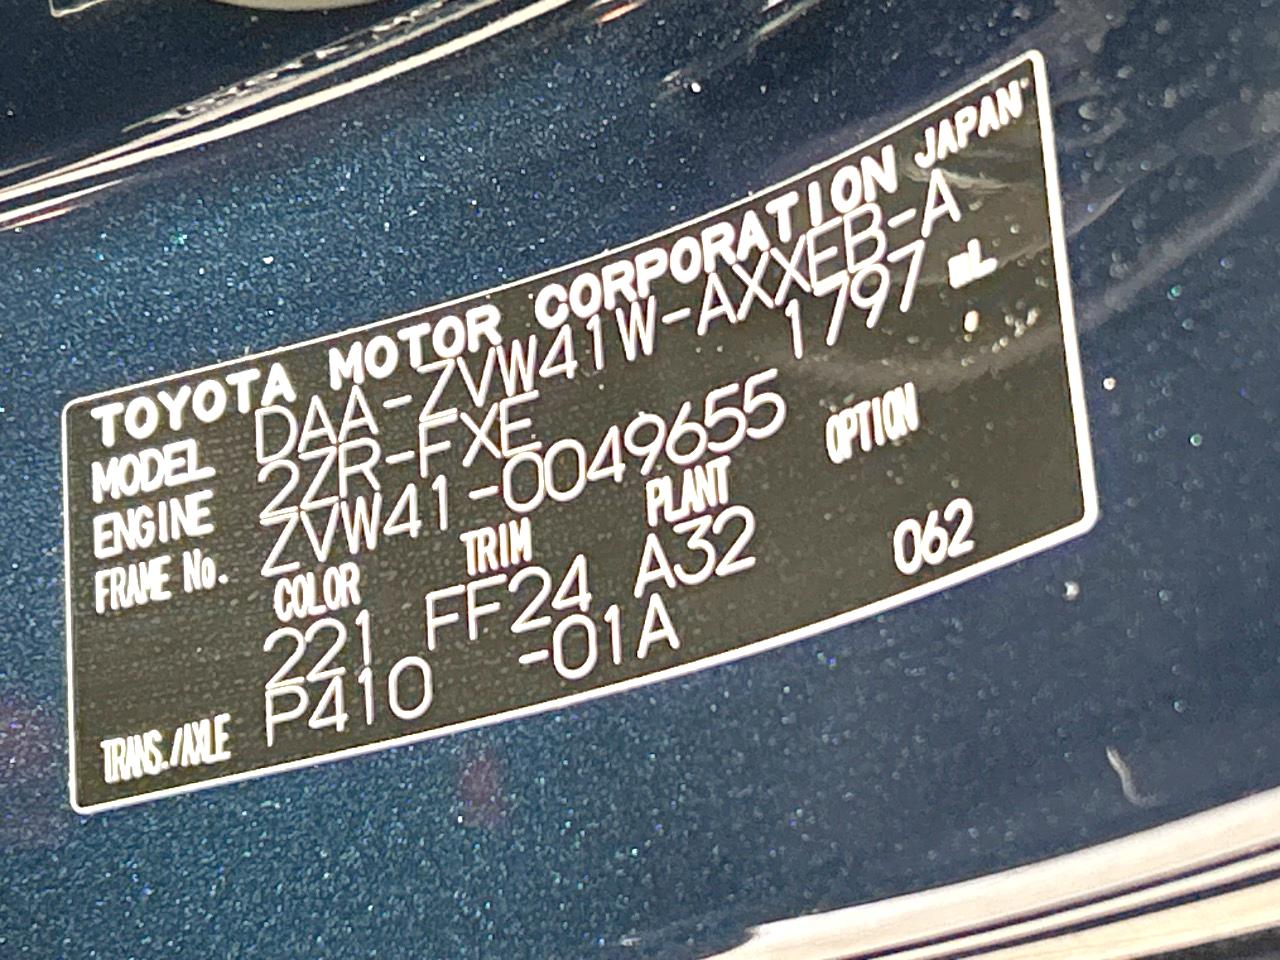 TOYOTA MOTOR CORPORATION JAPAN
MODEL DAA-ZVW41W-AXXEB-A
ENGINE 2ZR-FXE 1797 mL
FRAME No. ZVW41-0049655
COLOR TRIM PLANT OPTION
221 FF24 A32 062
TRANS./AXLE P410 -01A